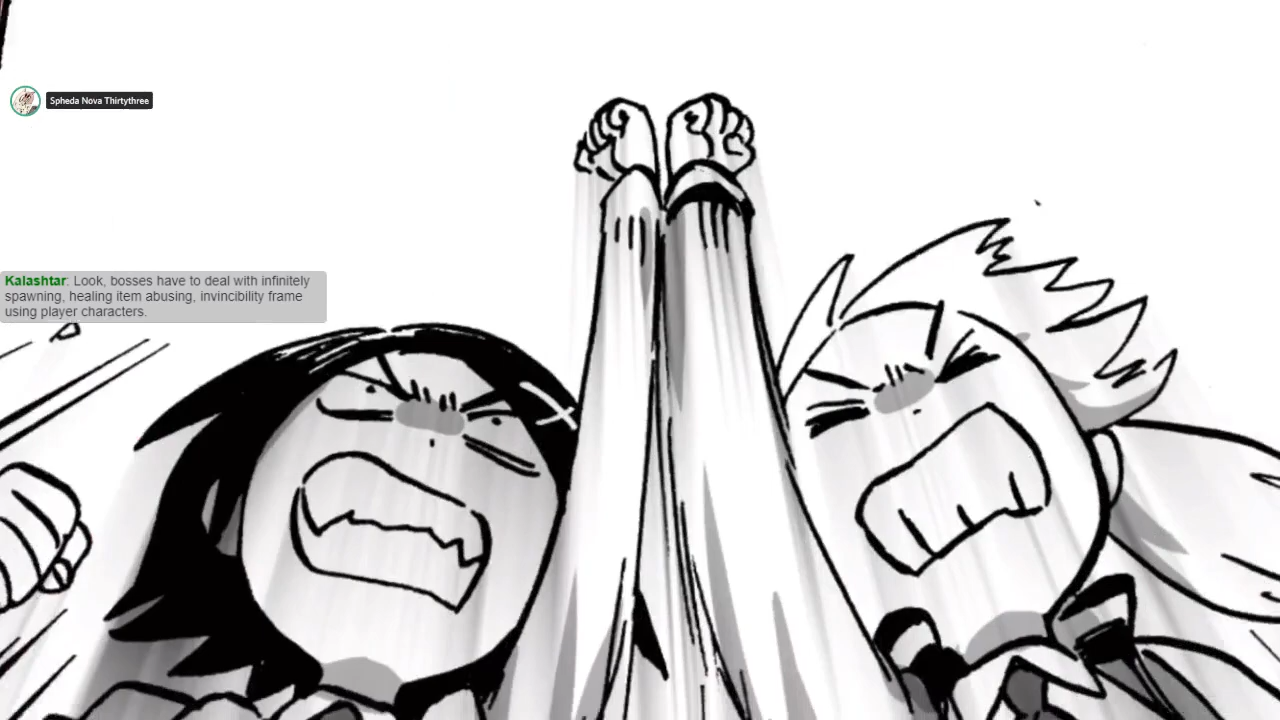 Spheda Nova Thirtythree
Kalashtar: Look, bosses have to deal with infinitely
spawning, healing item abusing, invincibility frame
using player characters.